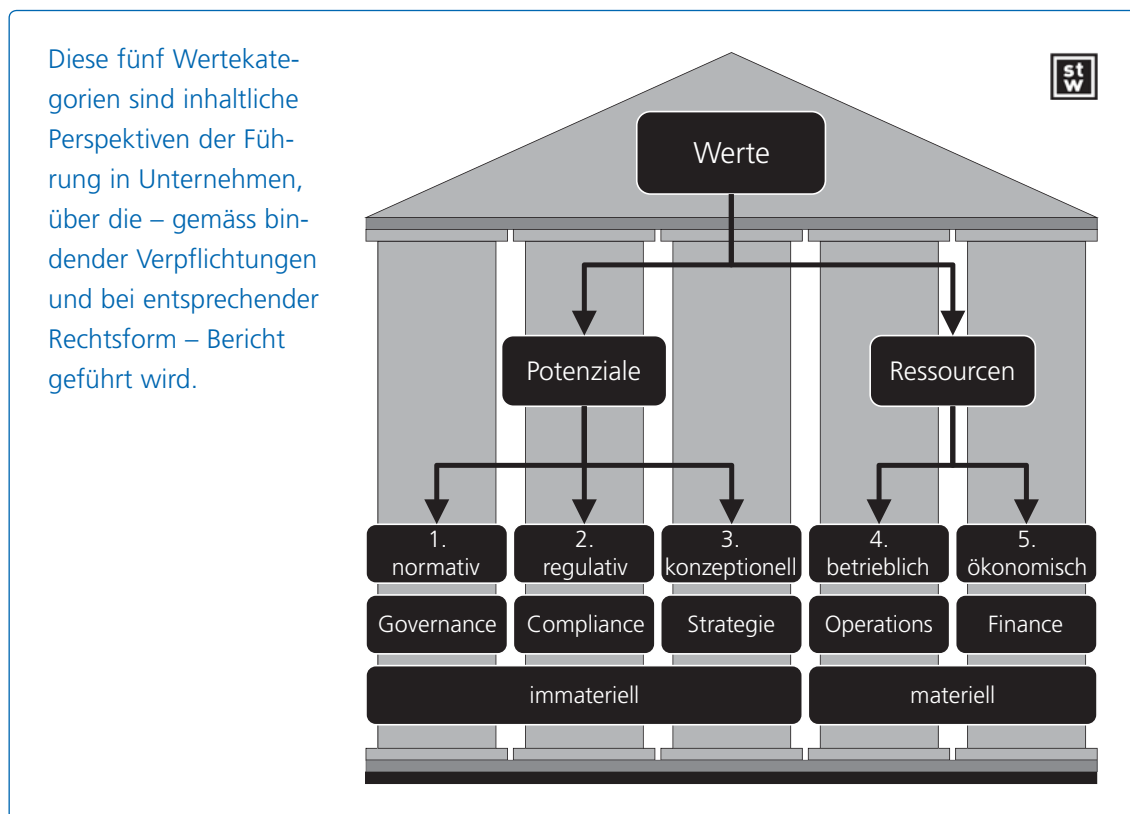 Diese fünf Wertekate-
gorien sind inhaltliche
Perspektiven der Füh-
rung in Unternehmen,
über die – gemäss bin-
dender Verpflichtungen
und bei entsprechender
Rechtsform – Bericht
geführt wird.
st
w
Werte
Potenziale
Ressourcen
1.
normativ
2.
regulativ
3.
konzeptionell
4.
betrieblich
5.
ökonomisch
Governance
Compliance
Strategie
Operations
Finance
immateriell
materiell